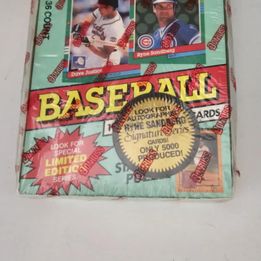 36 COUNT
Dave Justice
Ryne Sandberg
BASEBALL
CARDS
LOOK FOR
AUTOGRAPHED
RYNE SANDBERG
Signature Series
CARDS!
ONLY 5000
PRODUCED!
LOOK FOR
SPECIAL
LIMITED
EDITION
SERIES